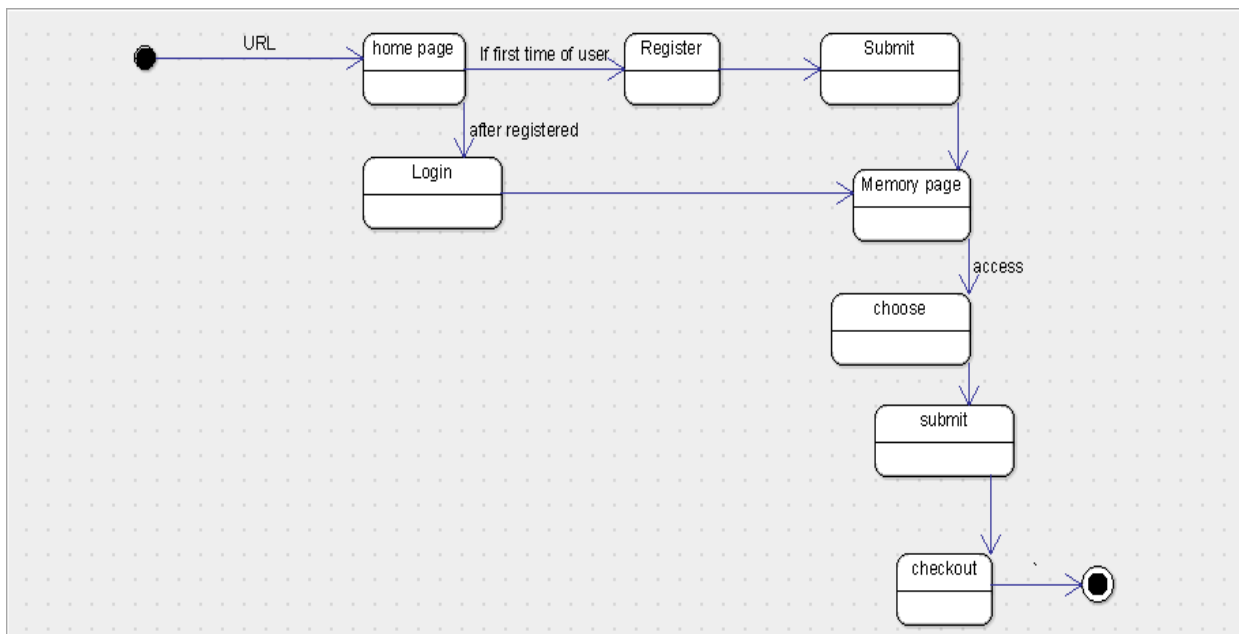 URL
home page
If first time of user
Register
Submit
after registered
Login
Memory page
access
choose
submit
checkout